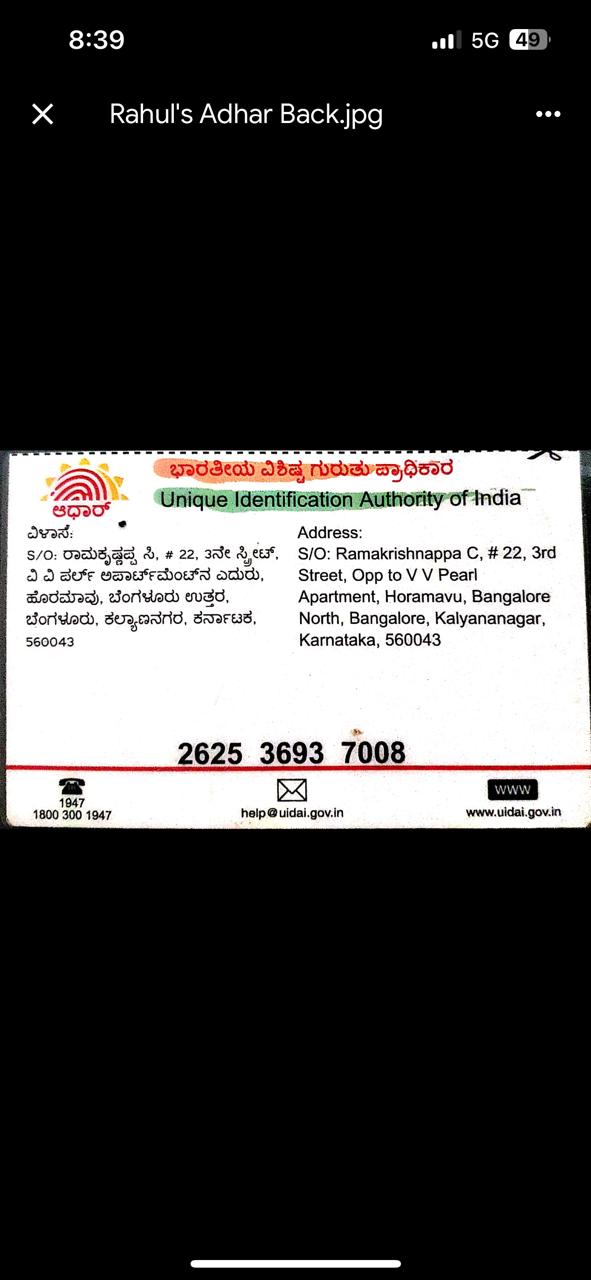 8:39
5G 49
Rahul's Adhar Back.jpg
ಭಾರತೀಯ ವಿಶಿಷ್ಟ ಗುರುತು ಪ್ರಾಧಿಕಾರ
Unique Identification Authority of India
ಆಧಾರ್
ವಿಳಾಸ:
S/O: ರಾಮಕೃಷ್ಣಪ್ಪ ಸಿ, # 22, 3ನೇ ಸ್ಟ್ರೀಟ್,
ವಿ ವಿ ಪರ್ಲ್ ಅಪಾರ್ಟ್‌ಮೆಂಟ್‌ನ ಎದುರು,
ಹೊರಮಾವು, ಬೆಂಗಳೂರು ಉತ್ತರ,
ಬೆಂಗಳೂರು, ಕಲ್ಯಾಣನಗರ, ಕರ್ನಾಟಕ,
560043
Address:
S/O: Ramakrishnappa C, # 22, 3rd
Street, Opp to V V Pearl
Apartment, Horamavu, Bangalore
North, Bangalore, Kalyananagar,
Karnataka, 560043
2625 3693 7008
1947
1800 300 1947
help@uidai.gov.in
WWW
www.uidai.gov.in